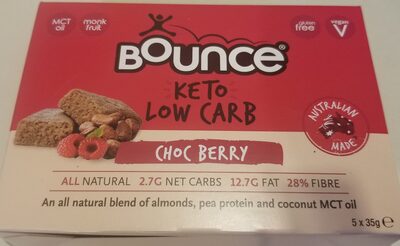 MCT oil
monk fruit
gluten free
vegan
V
BOUNCE®
KETO
LOW CARB
AUSTRALIAN
MADE
CHOC BERRY
ALL NATURAL 2.7G NET CARBS 12.7G FAT 28% FIBRE
An all natural blend of almonds, pea protein and coconut MCT oil
5 x 35g e